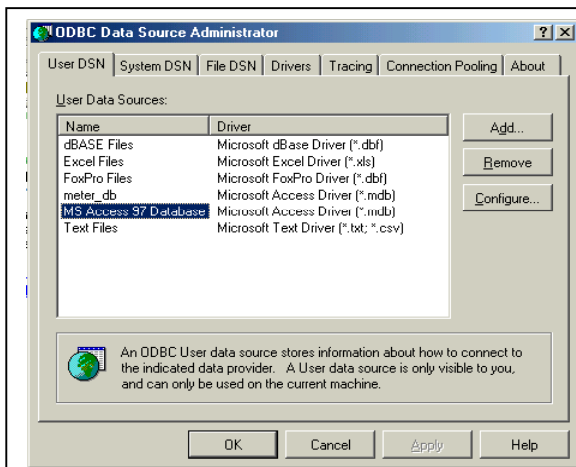 ODBC Data Source Administrator
User DSN System DSN File DSN Drivers Tracing Connection Pooling About
User Data Sources:
Name Driver
dBASE Files Microsoft dBase Driver (*.dbf)
Excel Files Microsoft Excel Driver (*.xls)
FoxPro Files Microsoft FoxPro Driver (*.dbf)
meter_db Microsoft Access Driver (*.mdb)
MS Access 97 Database Microsoft Access Driver (*.mdb)
Text Files Microsoft Text Driver (*.txt; *.csv)
Add...
Remove
Configure...
An ODBC User data source stores information about how to connect to
the indicated data provider. A User data source is only visible to you,
and can only be used on the current machine.
OK Cancel Apply Help